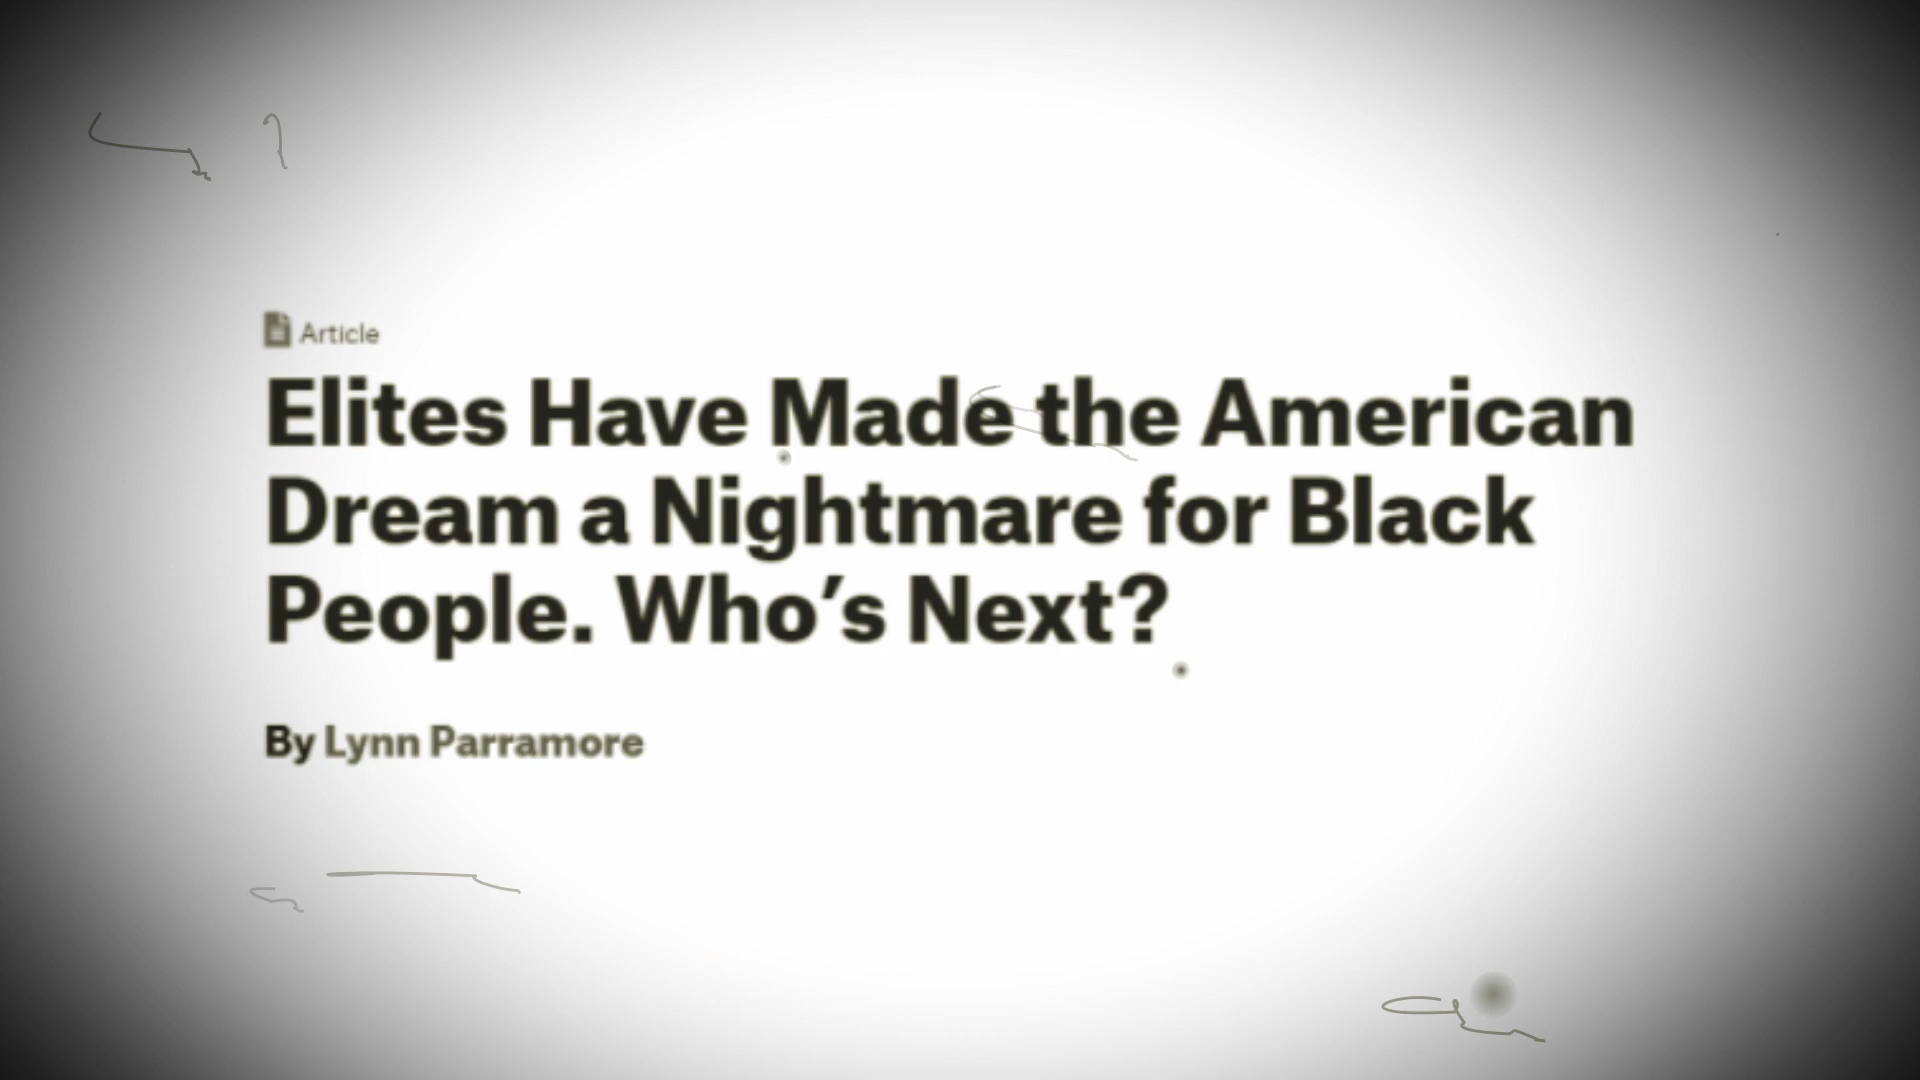 Article
Elites Have Made the American
Dream a Nightmare for Black
People. Who’s Next?
By Lynn Parramore